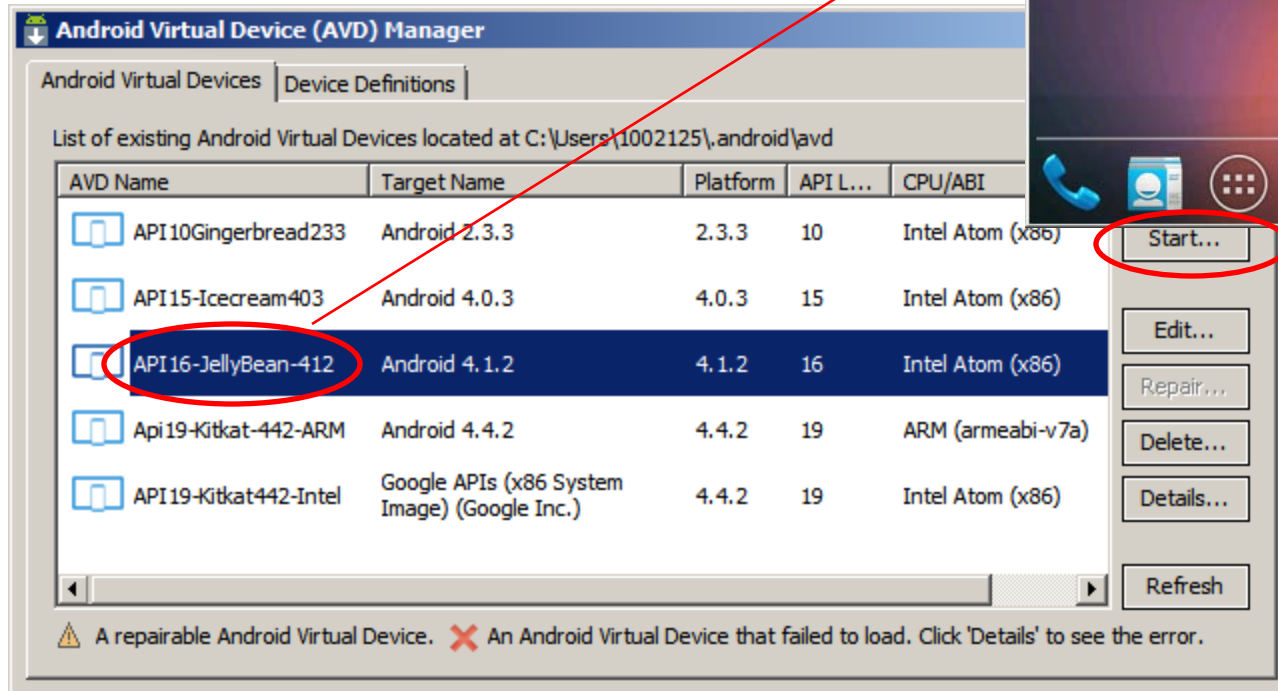 Android Virtual Device (AVD) Manager
Android Virtual Devices Device Definitions
List of existing Android Virtual Devices located at C:\Users\1002125\.android\avd
AVD Name Target Name Platform API L... CPU/ABI
API10Gingerbread233 Android 2.3.3 2.3.3 10 Intel Atom (x86) Start...
API15-Icecream403 Android 4.0.3 4.0.3 15 Intel Atom (x86)
Edit...
API16-JellyBean-412 Android 4.1.2 4.1.2 16 Intel Atom (x86)
Repair...
Api19-Kitkat-442-ARM Android 4.4.2 4.4.2 19 ARM (armeabi-v7a)
Delete...
API19-Kitkat442-Intel Google APIs (x86 System Image) (Google Inc.) 4.4.2 19 Intel Atom (x86) Details...
Refresh
A repairable Android Virtual Device. An Android Virtual Device that failed to load. Click 'Details' to see the error.